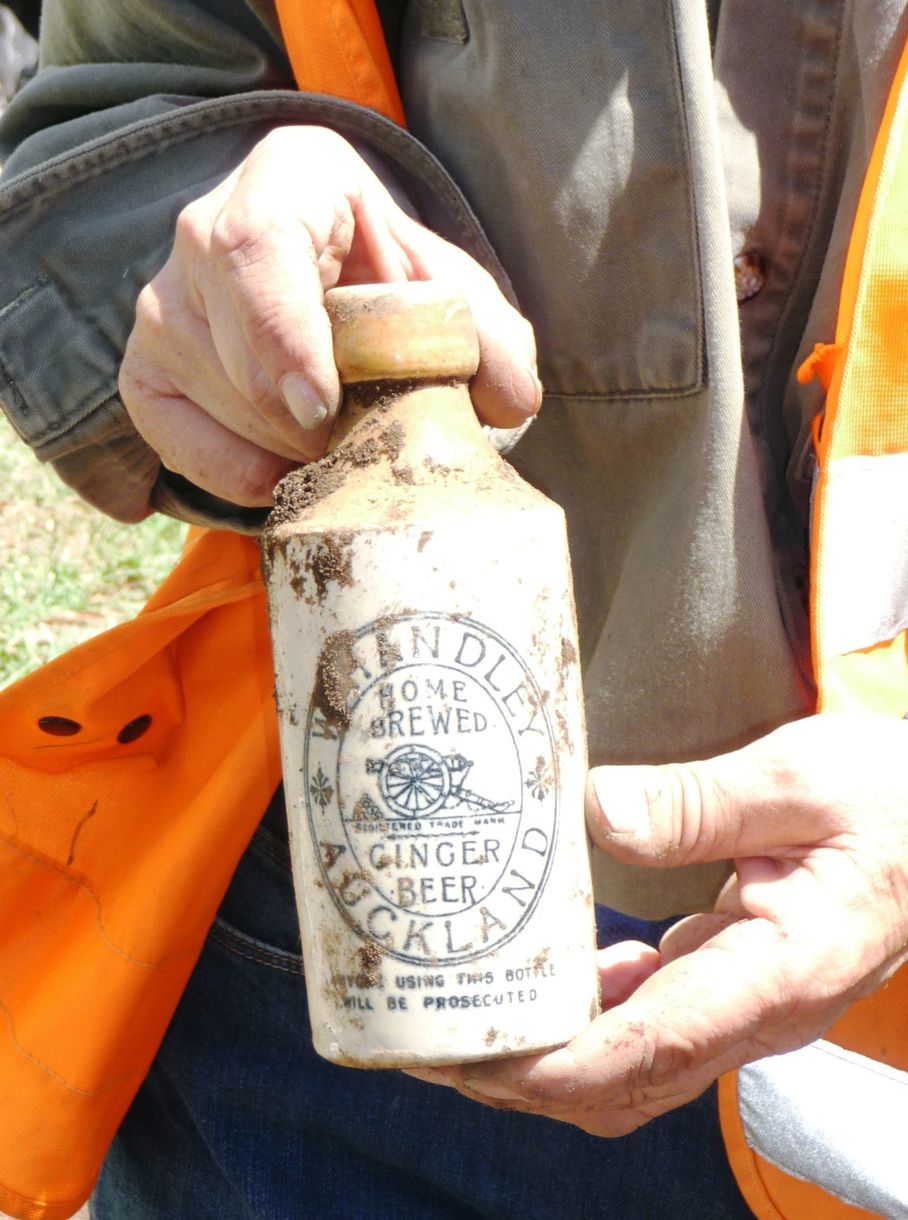 HANDLEY
HOME
BREWED
REGISTERED TRADE MARK
GINGER
BEER
AUCKLAND
USING THIS BOTTLE
WILL BE PROSECUTED